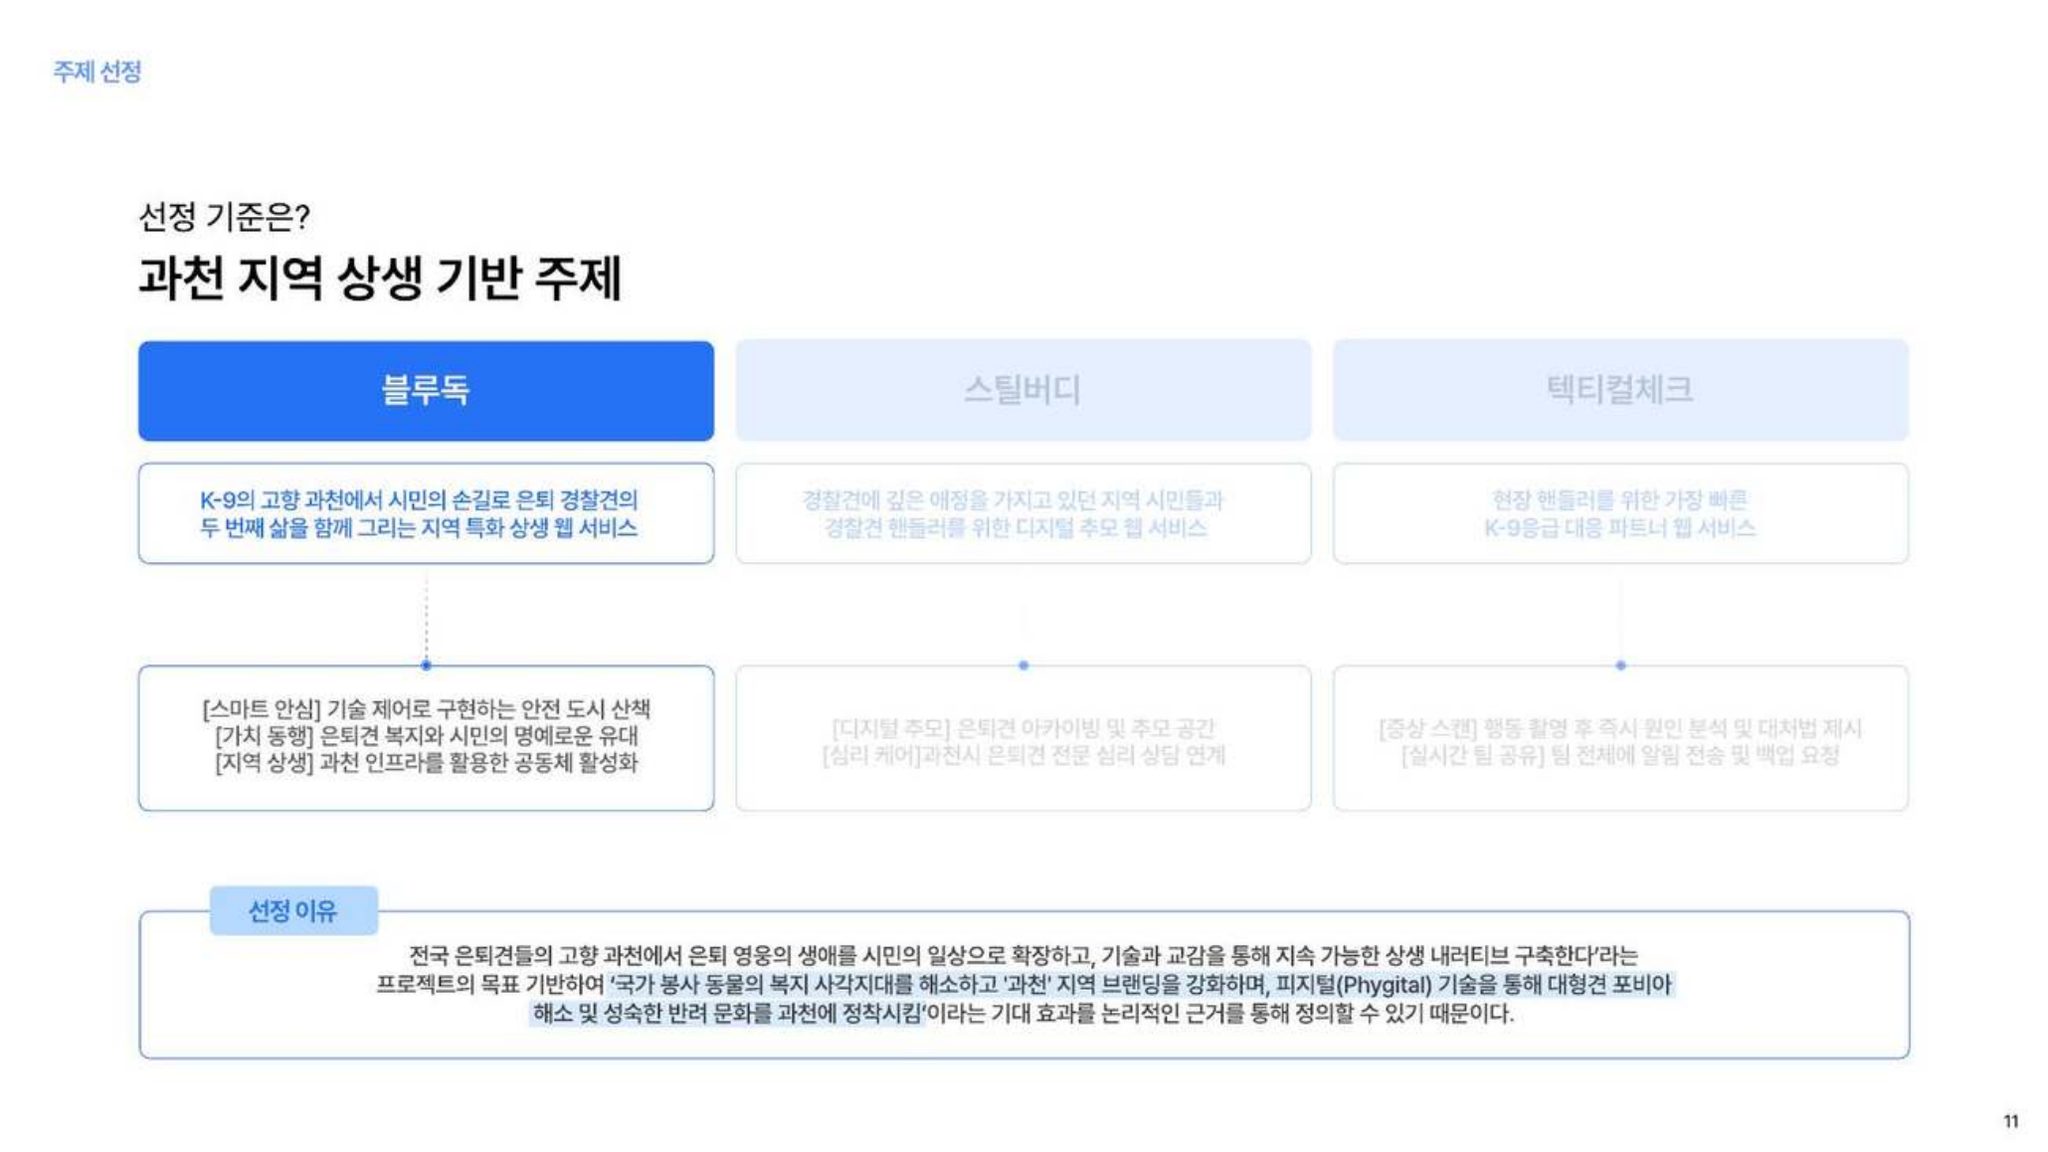 주제 선정
선정 기준은?
과천 지역 상생 기반 주제
블루독
스틸버디
텍티컬체크
K-9의 고향 과천에서 시민의 손길로 은퇴 경찰견의
두 번째 삶을 함께 그리는 지역 특화 상생 웹 서비스
경찰견에 깊은 애정을 가지고 있던 지역 시민들과
경찰견 핸들러를 위한 디지털 추모 웹 서비스
현장 핸들러를 위한 가장 빠른
K-9응급 대응 파트너 웹 서비스
[스마트 안심] 기술 제어로 구현하는 안전 도시 산책
[가치 동행] 은퇴견 복지와 시민의 명예로운 유대
[지역 상생] 과천 인프라를 활용한 공동체 활성화
[디지털 추모] 은퇴견 아카이빙 및 추모 공간
[심리 케어]과천시 은퇴견 전문 심리 상담 연계
[증상 스캔] 행동 촬영 후 즉시 원인 분석 및 대처법 제시
[실시간 팀 공유] 팀 전체에 알림 전송 및 백업 요청
선정 이유
전국 은퇴견들의 고향 과천에서 은퇴 영웅의 생애를 시민의 일상으로 확장하고, 기술과 교감을 통해 지속 가능한 상생 내러티브 구축한다'라는
프로젝트의 목표 기반하여 '국가 봉사 동물의 복지 사각지대를 해소하고 '과천' 지역 브랜딩을 강화하며, 피지털(Phygital) 기술을 통해 대형견 포비아
해소 및 성숙한 반려 문화를 과천에 정착시킴'이라는 기대 효과를 논리적인 근거를 통해 정의할 수 있기 때문이다.
11